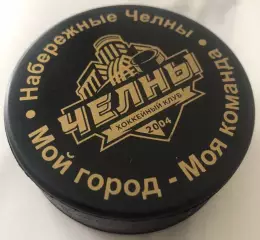 • Набережные Челны •
ЧЕЛНЫ
ХОККЕЙНЫЙ КЛУБ
2004
Мой город - Моя команда